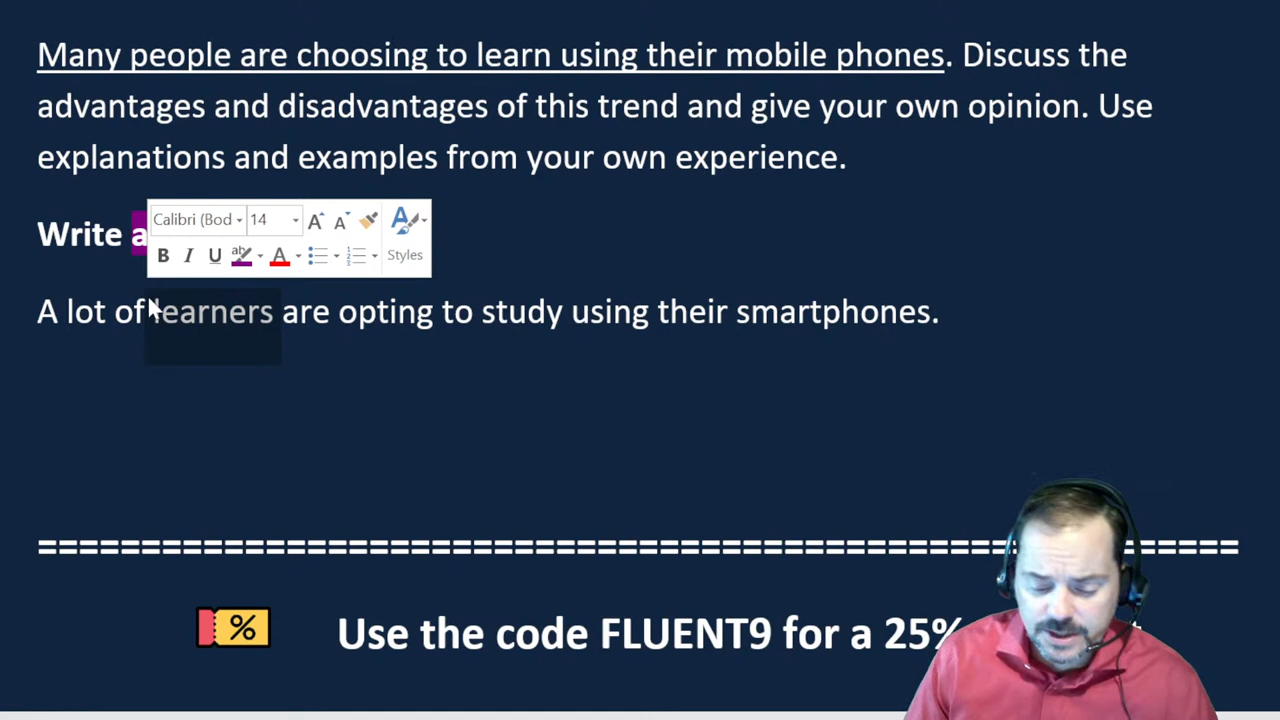 Many people are choosing to learn using their mobile phones. Discuss the
advantages and disadvantages of this trend and give your own opinion. Use
explanations and examples from your own experience.
Calibri (Bod 14 A A A
Write a
B I U ab A Styles
A lot of learners are opting to study using their smartphones.
=========================================================
% Use the code FLUENT9 for a 25%